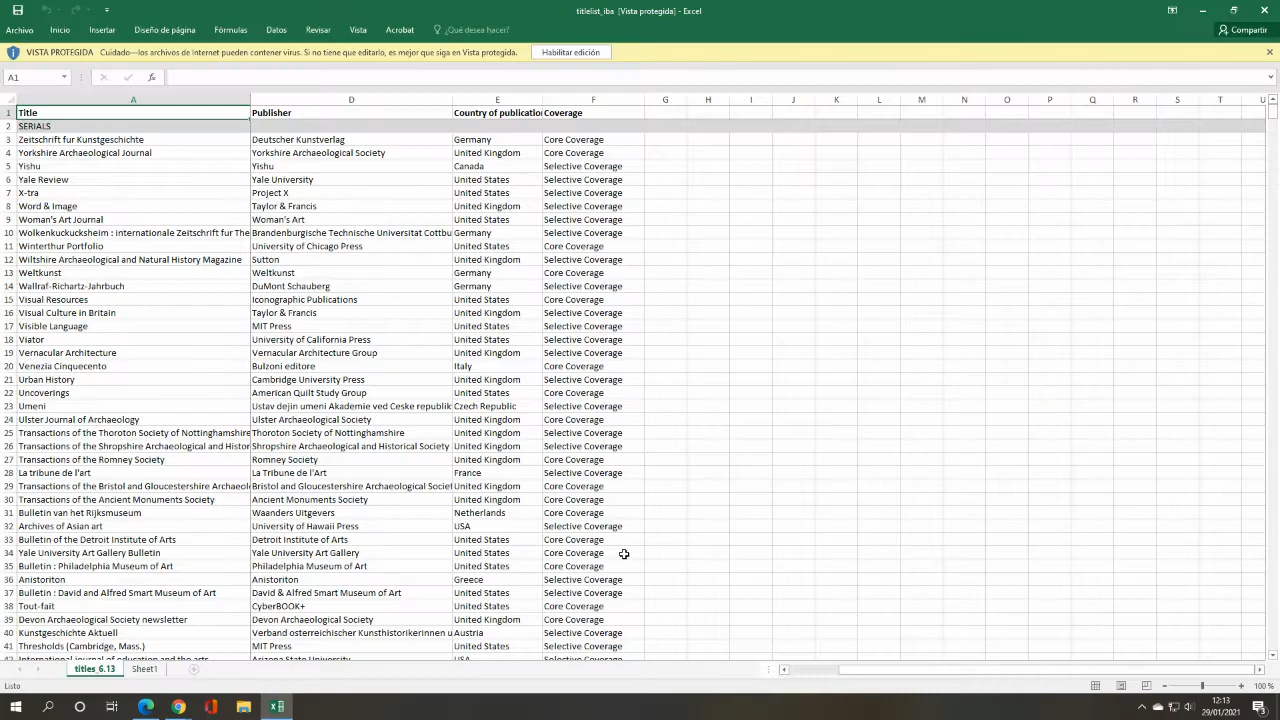 titlelist_iba [Vista protegida] - Excel
Archivo Inicio Insertar Diseño de página Fórmulas Datos Revisar Vista Acrobat ¿Qué desea hacer? Compartir
VISTA PROTEGIDA Cuidado—los archivos de Internet pueden contener virus. Si no tiene que editarlo, es mejor que siga en Vista protegida. Habilitar edición
A1 fx
A D E F G H I J K L M N O P Q R S T U
1 Title Publisher Country of publication Coverage
2 SERIALS
3 Zeitschrift fur Kunstgeschichte Deutscher Kunstverlag Germany Core Coverage
4 Yorkshire Archaeological Journal Yorkshire Archaeological Society United Kingdom Core Coverage
5 Yishu Yishu Canada Selective Coverage
6 Yale Review Yale University United States Selective Coverage
7 X-tra Project X United States Selective Coverage
8 Word & Image Taylor & Francis United Kingdom Selective Coverage
9 Woman's Art Journal Woman's Art United States Selective Coverage
10 Wolkenkuckucksheim : internationale Zeitschrift fur The Brandenburgische Technische Universitat Cottbu Germany Selective Coverage
11 Winterthur Portfolio University of Chicago Press United States Core Coverage
12 Wiltshire Archaeological and Natural History Magazine Sutton United Kingdom Selective Coverage
13 Weltkunst Weltkunst Germany Core Coverage
14 Wallraf-Richartz-Jahrbuch DuMont Schauberg Germany Selective Coverage
15 Visual Resources Iconographic Publications United States Core Coverage
16 Visual Culture in Britain Taylor & Francis United Kingdom Selective Coverage
17 Visible Language MIT Press United States Selective Coverage
18 Viator University of California Press United States Selective Coverage
19 Vernacular Architecture Vernacular Architecture Group United Kingdom Selective Coverage
20 Venezia Cinquecento Bulzoni editore Italy Core Coverage
21 Urban History Cambridge University Press United Kingdom Selective Coverage
22 Uncoverings American Quilt Study Group United States Core Coverage
23 Umeni Ustav dejin umeni Akademie ved Ceske republik Czech Republic Selective Coverage
24 Ulster Journal of Archaeology Ulster Archaeological Society United Kingdom Core Coverage
25 Transactions of the Thoroton Society of Nottinghamshire Thoroton Society of Nottinghamshire United Kingdom Selective Coverage
26 Transactions of the Shropshire Archaeological and Histor Shropshire Archaeological and Historical Society United Kingdom Selective Coverage
27 Transactions of the Romney Society Romney Society United Kingdom Core Coverage
28 La tribune de l'art La Tribune de l'Art France Selective Coverage
29 Transactions of the Bristol and Gloucestershire Archaeolo Bristol and Gloucestershire Archaeological Societ United Kingdom Core Coverage
30 Transactions of the Ancient Monuments Society Ancient Monuments Society United Kingdom Core Coverage
31 Bulletin van het Rijksmuseum Waanders Uitgevers Netherlands Core Coverage
32 Archives of Asian art University of Hawaii Press USA Selective Coverage
33 Bulletin of the Detroit Institute of Arts Detroit Institute of Arts United States Core Coverage
34 Yale University Art Gallery Bulletin Yale University Art Gallery United States Core Coverage
35 Bulletin : Philadelphia Museum of Art Philadelphia Museum of Art United States Core Coverage
36 Anistoriton Anistoriton Greece Selective Coverage
37 Bulletin : David and Alfred Smart Museum of Art David & Alfred Smart Museum of Art United States Selective Coverage
38 Tout-fait CyberBOOK+ United States Core Coverage
39 Devon Archaeological Society newsletter Devon Archaeological Society United Kingdom Core Coverage
40 Kunstgeschichte Aktuell Verband osterreichischer Kunsthistorikerinnen u Austria Selective Coverage
41 Thresholds (Cambridge, Mass.) MIT Press United States Selective Coverage
42 International journal of education and the arts Arizona State University USA Selective Coverage
titles_6.13 Sheet1
Listo 100 %
12:13
29/01/2021